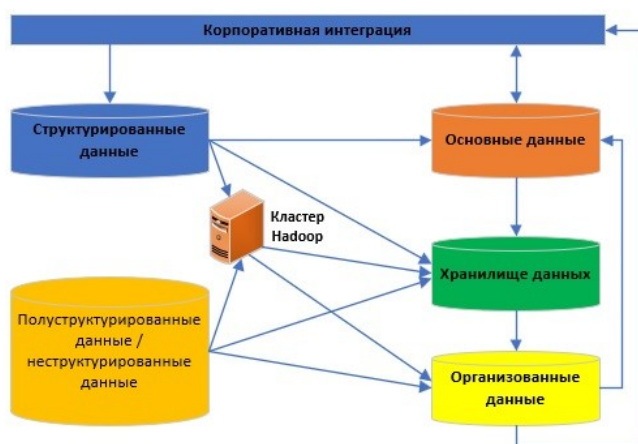 Корпоративная интеграция
Структурированные
данные
Основные данные
Кластер
Hadoop
Хранилище данных
Полуструктурированные
данные /
неструктурированные
данные
Организованные
данные